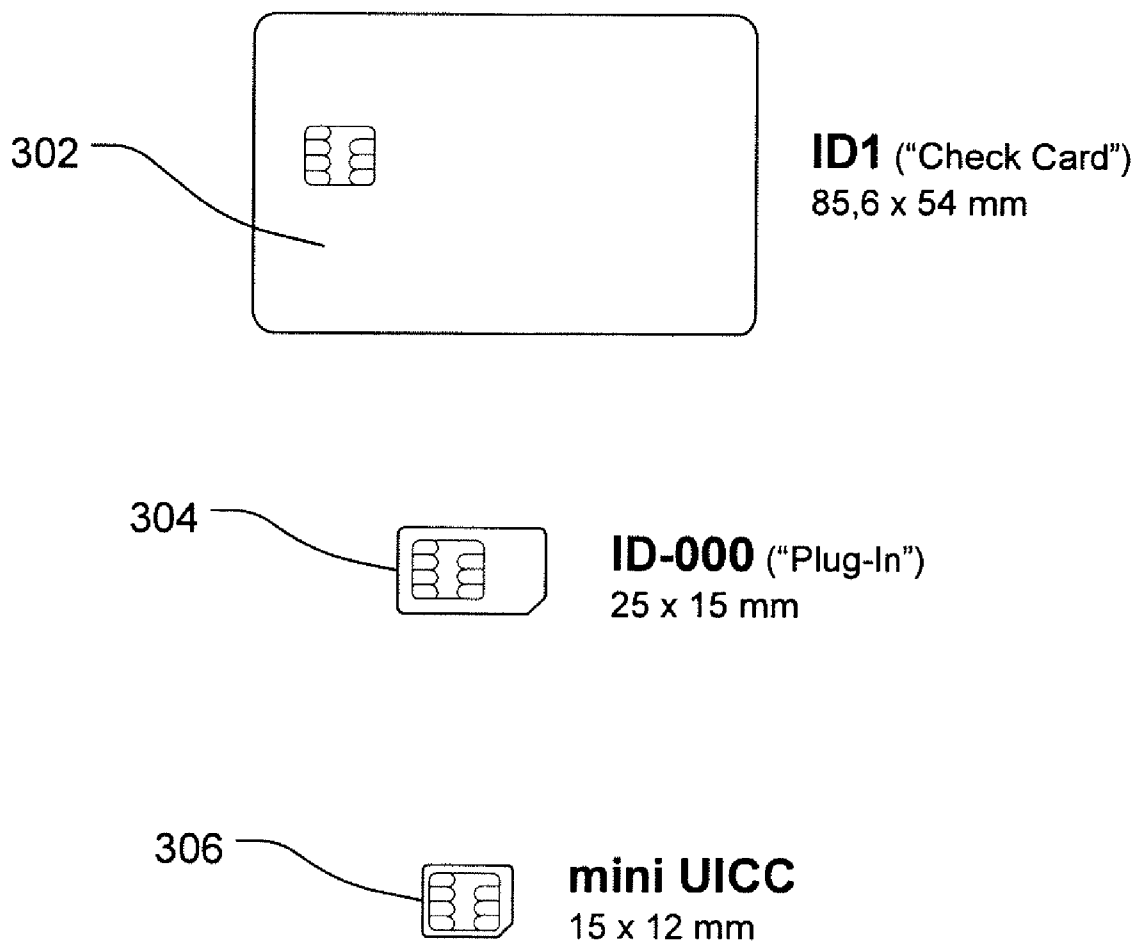 302
ID1 (“Check Card”)
85,6 x 54 mm
304
ID-000 (“Plug-In”)
25 x 15 mm
306
mini UICC
15 x 12 mm